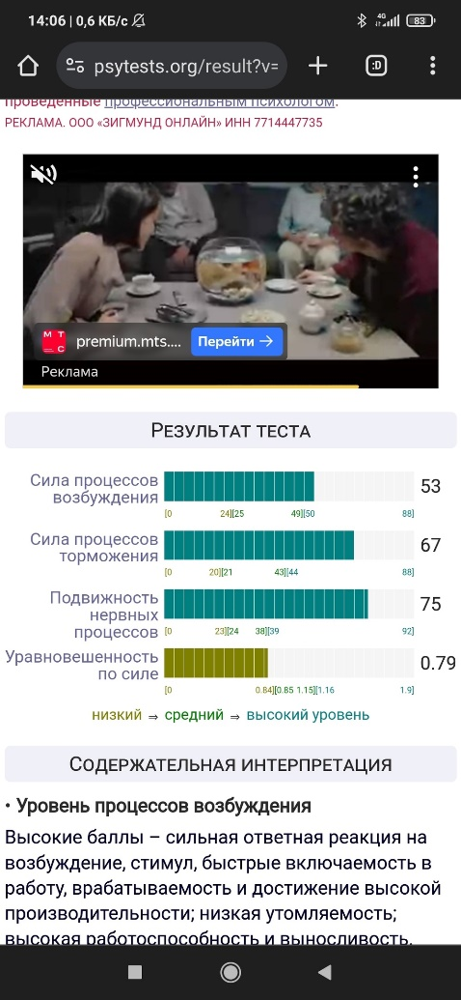 14:06 | 0,6 КБ/с
4G
83
psytests.org/result?v=
:D
проведенные профессиональным психологом.
РЕКЛАМА. ООО «ЗИГМУНД ОНЛАЙН» ИНН 7714447735
МТС
premium.mts....
Перейти →
Реклама
РЕЗУЛЬТАТ ТЕСТА
Сила процессов
возбуждения
53
[0 24][25 49][50 88]
Сила процессов
торможения
67
[0 20][21 43][44 88]
Подвижность
нервных
процессов
75
[0 23][24 38][39 92]
Уравновешенность
по силе
0.79
[0 0.84][0.85 1.15][1.16 1.9]
низкий ⇒ средний ⇒ высокий уровень
СОДЕРЖАТЕЛЬНАЯ ИНТЕРПРЕТАЦИЯ
• Уровень процессов возбуждения
Высокие баллы – сильная ответная реакция на
возбуждение, стимул, быстрые включаемость в
работу, врабатываемость и достижение высокой
производительности; низкая утомляемость;
высокая работоспособность и выносливость.